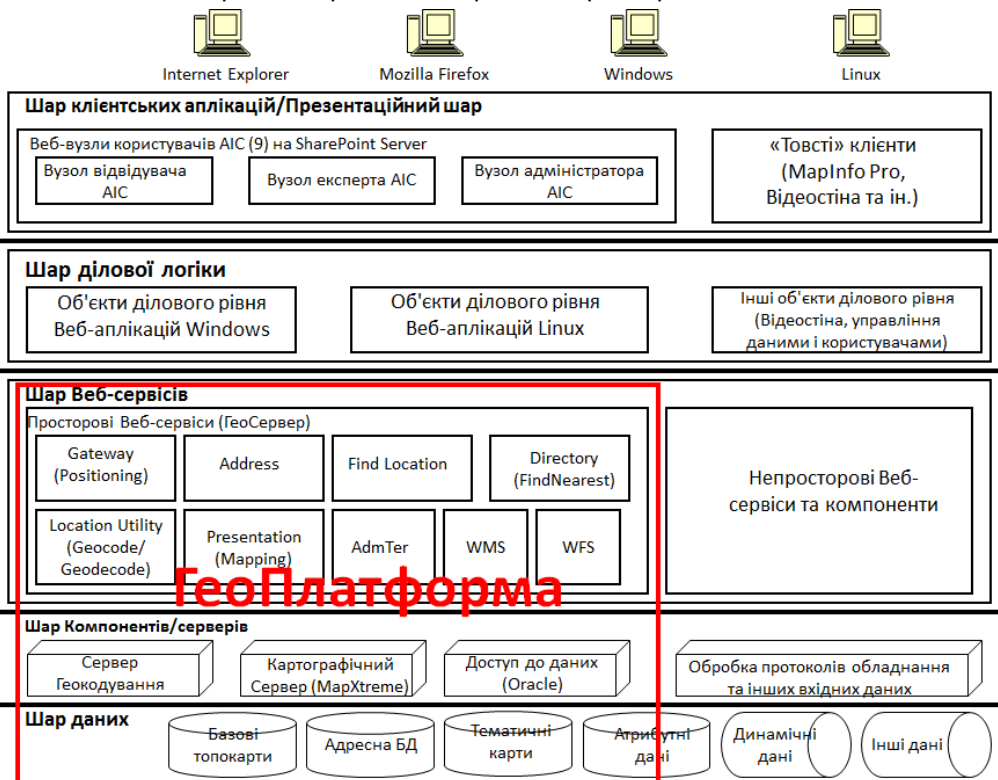 Internet Explorer
Mozilla Firefox
Windows
Linux
Шар клієнтських аплікацій/Презентаційний шар
Веб-вузли користувачів АІС (9) на SharePoint Server
Вузол відвідувача
АІС
Вузол експерта АІС
Вузол адміністратора
АІС
«Товсті» клієнти
(MapInfo Pro,
Відеостіна та ін.)
Шар ділової логіки
Об'єкти ділового рівня
Веб-аплікацій Windows
Об'єкти ділового рівня
Веб-аплікацій Linux
Інші об'єкти ділового рівня
(Відеостіна, управління
даними і користувачами)
Шар Веб-сервісів
Просторові Веб-сервіси (ГеоСервер)
Gateway
(Positioning)
Address
Find Location
Directory
(FindNearest)
Location Utility
(Geocode/
Geodecode)
Presentation
(Mapping)
AdmTer
WMS
WFS
Непросторові Веб-
сервіси та компоненти
ГеоПлатформа
Шар Компонентів/серверів
Сервер
Геокодування
Картографічний
Сервер (MapXtreme)
Доступ до даних
(Oracle)
Обробка протоколів обладнання
та інших вхідних даних
Шар даних
Базові
топокарти
Адресна БД
Тематичні
карти
Атрибутні
дані
Динамічні
дані
Інші дані